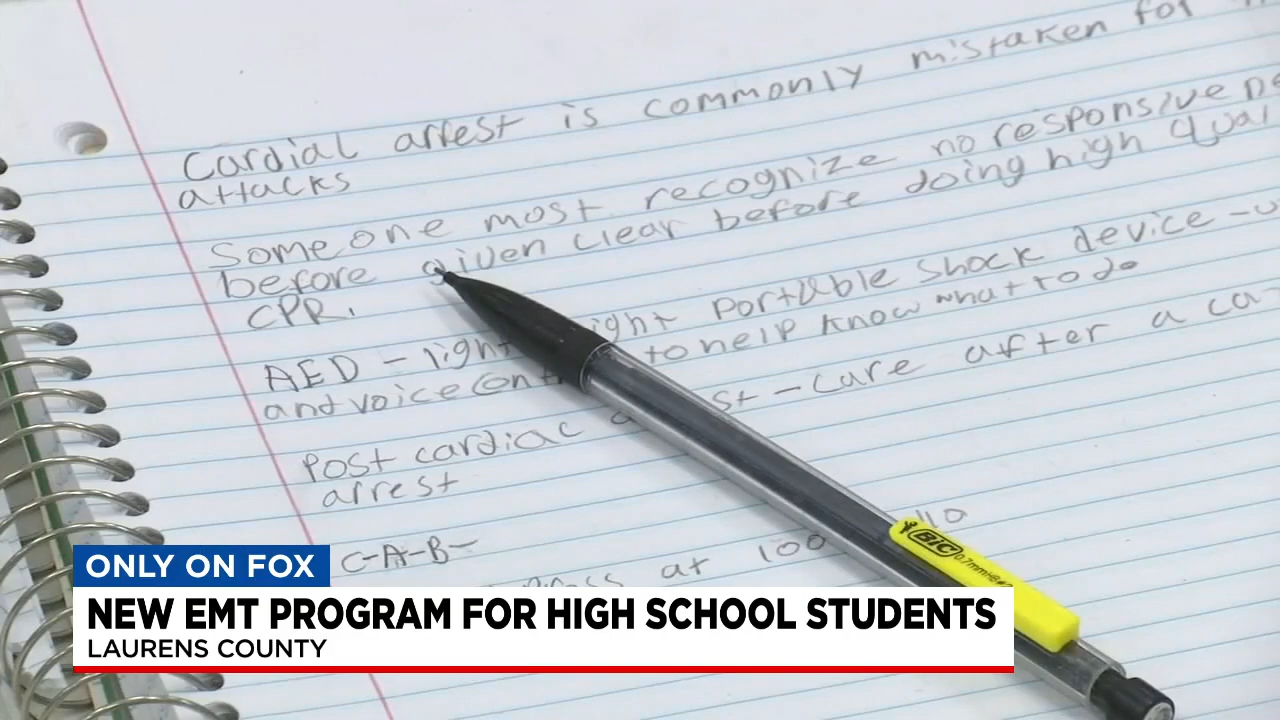 Cardial arrest is commonly mistaken for
attacks
Someone most recognize no responsive
before given clear before doing high
CPR.
AED - light portable shock device -
and voice to help know what to do
Post cardiac - care after a
arrest
C-A-B-
at 100
BIC
ONLY ON FOX
NEW EMT PROGRAM FOR HIGH SCHOOL STUDENTS
LAURENS COUNTY